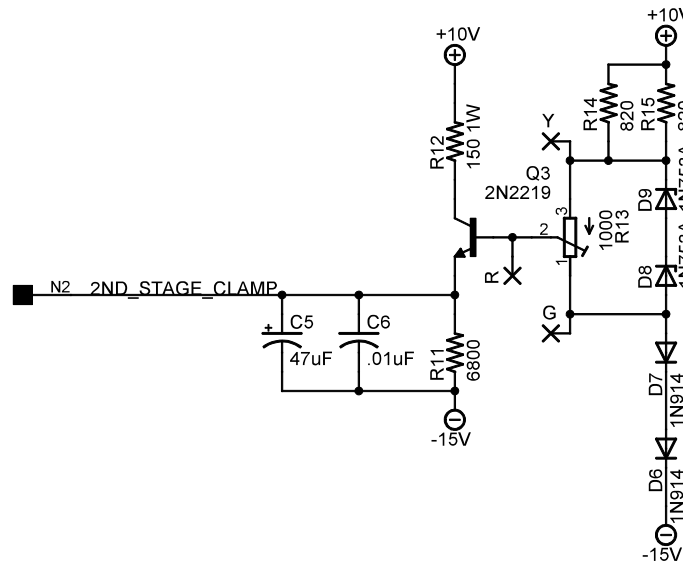 +10V
+10V
R12
150 1W
R14
820
R15
Y
Q3
2N2219
3
2
1
1000
R13
D9
D8
R
G
N2
2ND_STAGE_CLAMP
+
C5
47uF
C6
.01uF
R11
6800
-15V
D7
1N914
D6
1N914
-15V